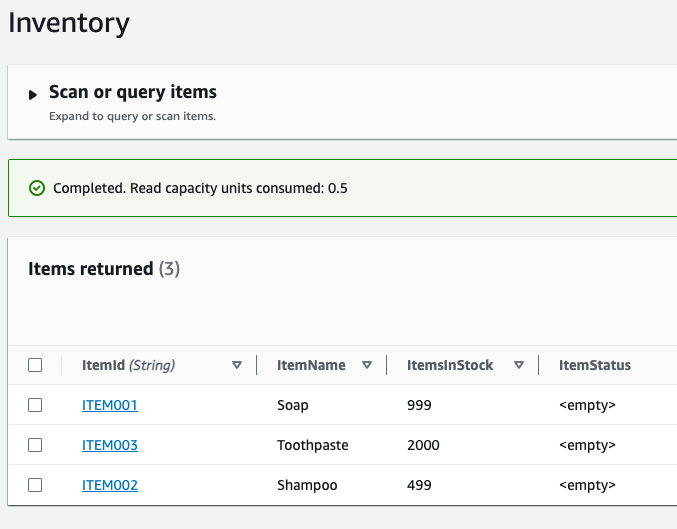 Inventory
Scan or query items
Expand to query or scan items.
Completed. Read capacity units consumed: 0.5
Items returned (3)
ItemId (String) ItemName ItemsInStock ItemStatus
ITEM001 Soap 999 <empty>
ITEM003 Toothpaste 2000 <empty>
ITEM002 Shampoo 499 <empty>